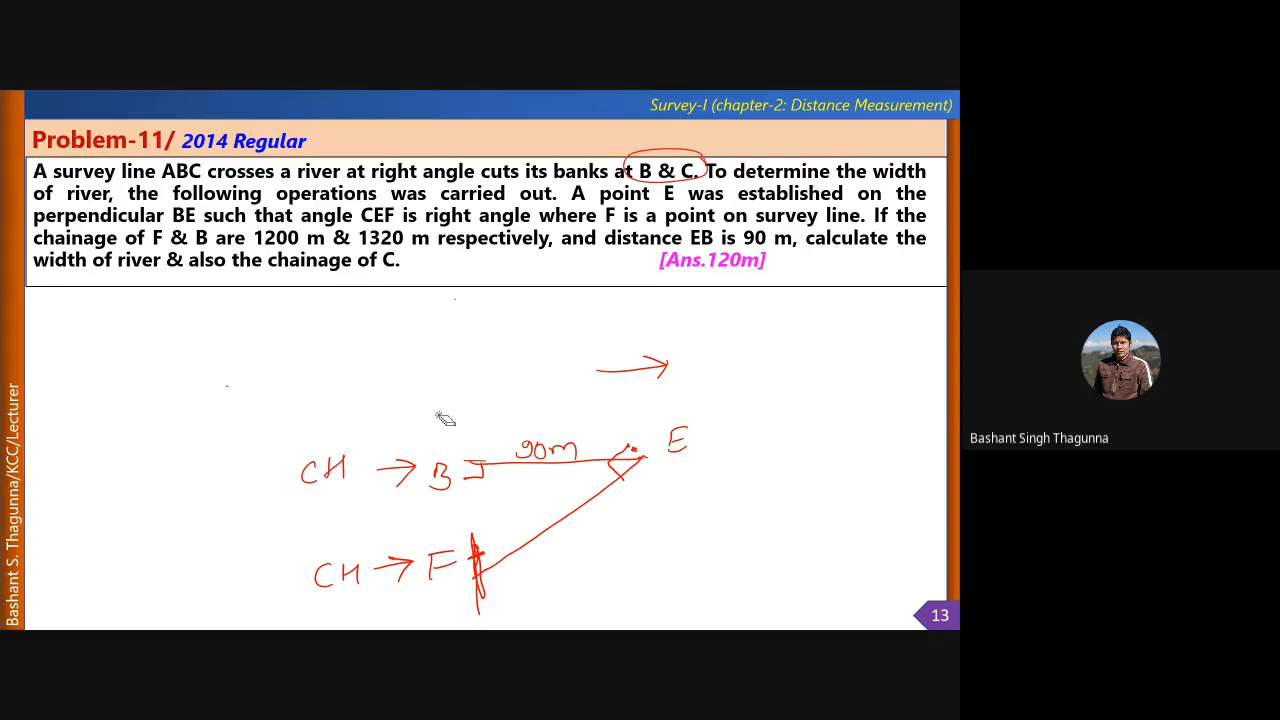 Survey-I (chapter-2: Distance Measurement)
Problem-11/ 2014 Regular
A survey line ABC crosses a river at right angle cuts its banks at B & C. To determine the width
of river, the following operations was carried out. A point E was established on the
perpendicular BE such that angle CEF is right angle where F is a point on survey line. If the
chainage of F & B are 1200 m & 1320 m respectively, and distance EB is 90 m, calculate the
width of river & also the chainage of C. [Ans.120m]
90m E
CH → B
CH → F
Bashant S. Thagunna/KCC/Lecturer
13
Bashant Singh Thagunna